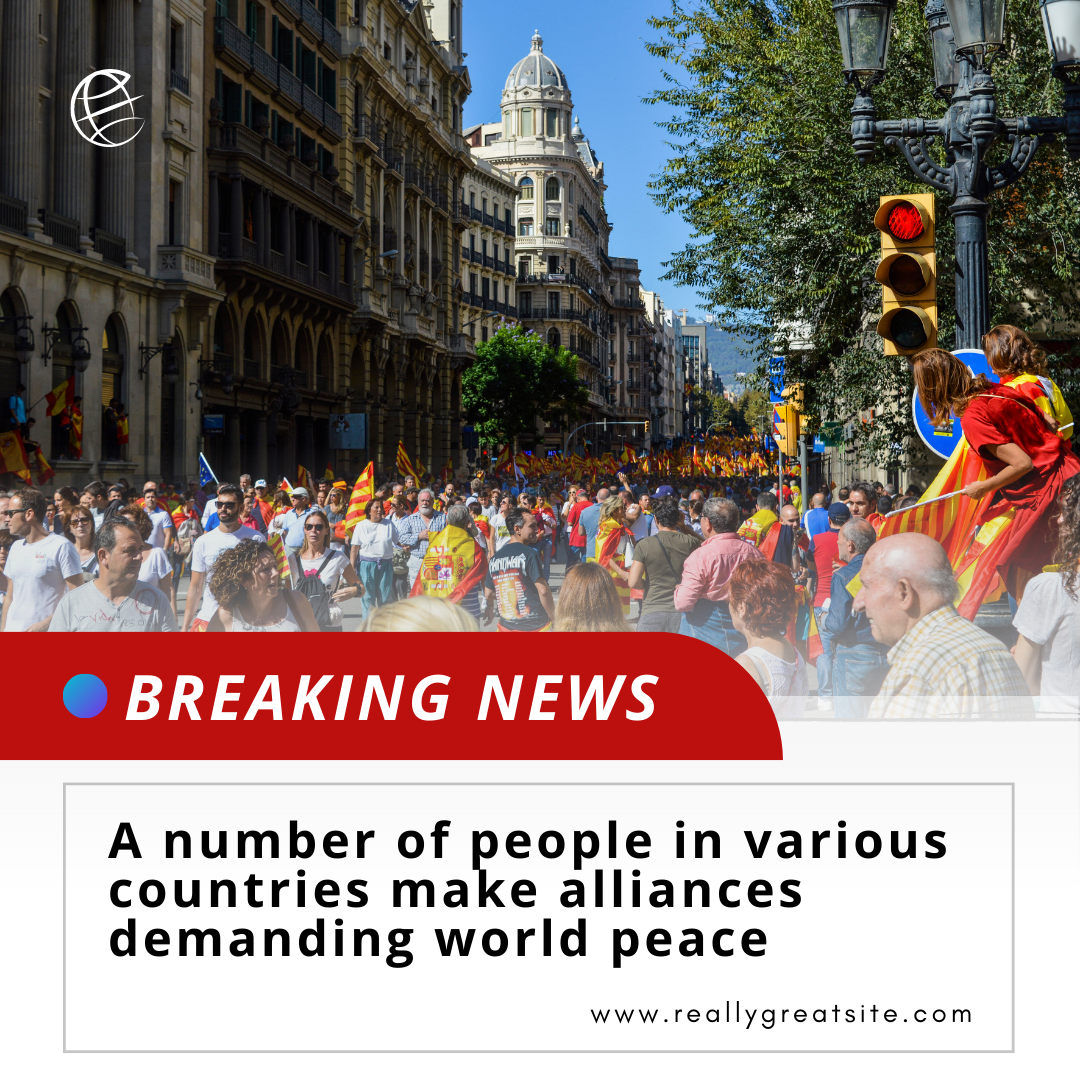 BREAKING NEWS
A number of people in various
countries make alliances
demanding world peace
www.reallygreatsite.com